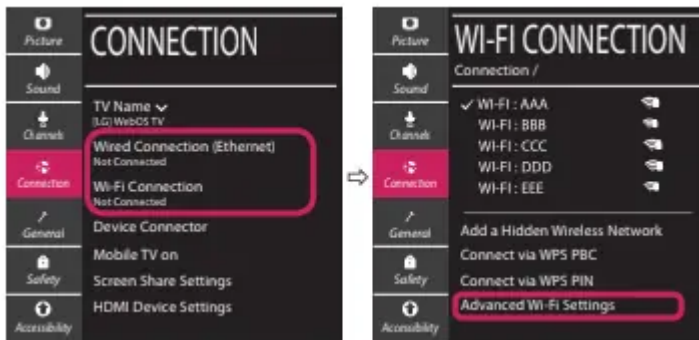 Picture
Sound
Channels
Connection
General
Safety
Accessibility
CONNECTION
TV Name
[LG] WebOS TV
Wired Connection (Ethernet)
Not Connected
Wi-Fi Connection
Not Connected
Device Connector
Mobile TV on
Screen Share Settings
HDMI Device Settings
Picture
Sound
Channels
Connection
General
Safety
Accessibility
WI-FI CONNECTION
Connection /
WI-FI : AAA
WI-FI : BBB
WI-FI : CCC
WI-FI : DDD
WI-FI : EEE
Add a Hidden Wireless Network
Connect via WPS PBC
Connect via WPS PIN
Advanced Wi-Fi Settings